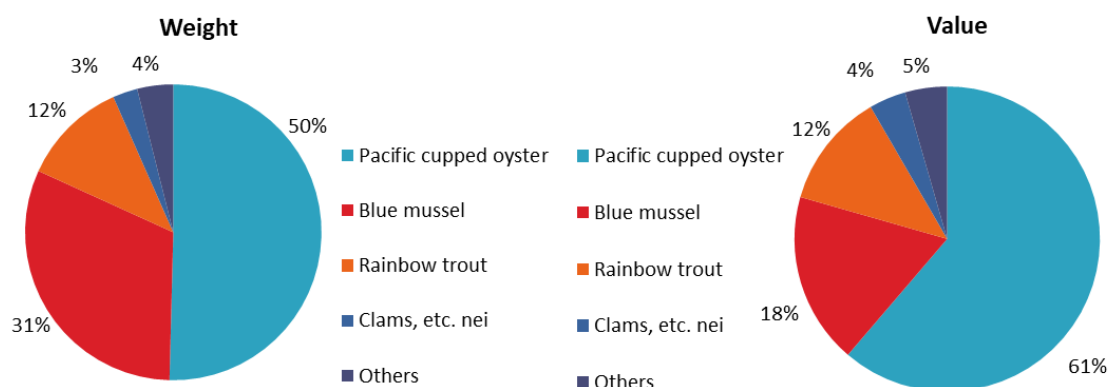 Weight
3%
4%
12%
50%
31%
Pacific cupped oyster
Blue mussel
Rainbow trout
Clams, etc. nei
Others
Value
4%
5%
12%
18%
61%
Pacific cupped oyster
Blue mussel
Rainbow trout
Clams, etc. nei
Others